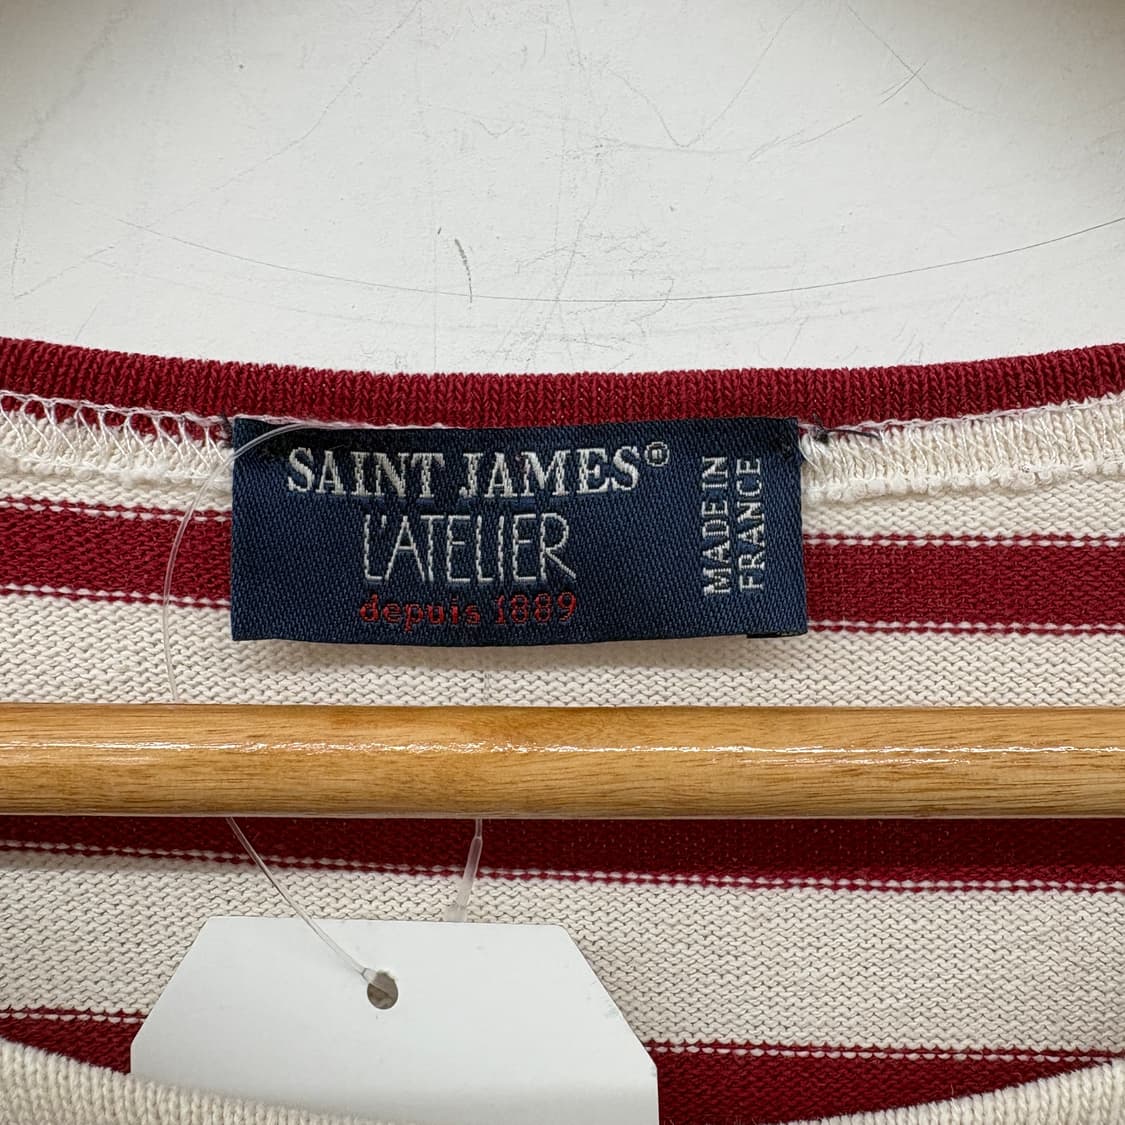 SAINT JAMES®
L'ATELIER
depuis 1889
MADE IN
FRANCE